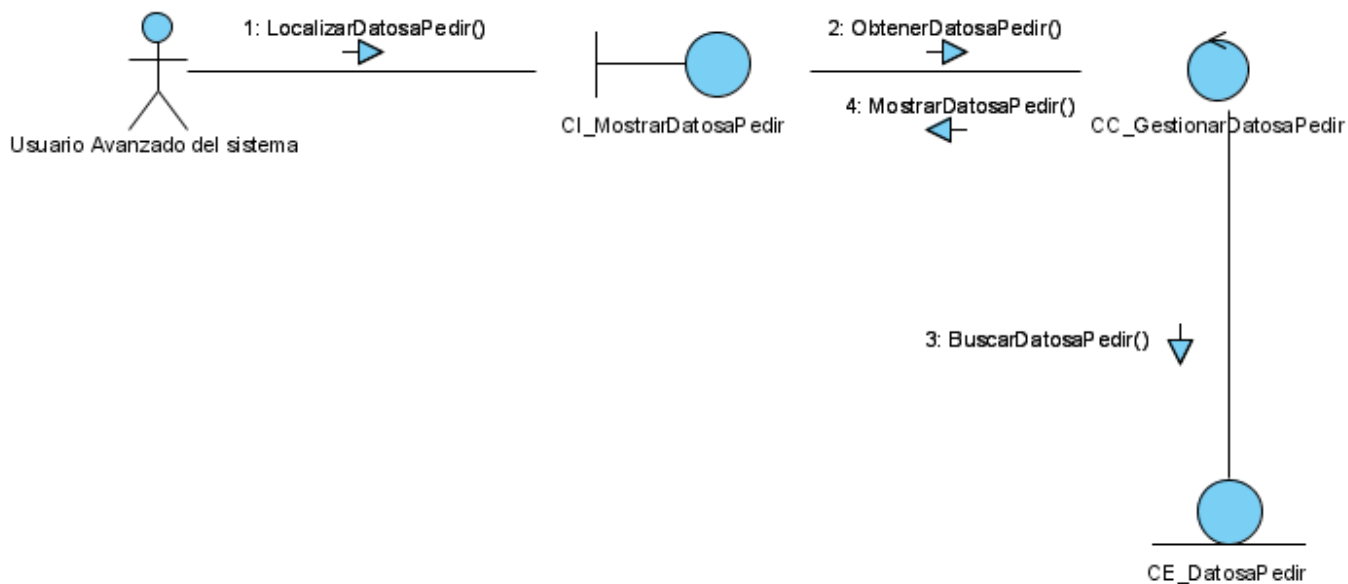 1: LocalizarDatosaPedir()
2: ObtenerDatosaPedir()
4: MostrarDatosaPedir()
Usuario Avanzado del sistema
CI_MostrarDatosaPedir
CC_GestionarDatosaPedir
3: BuscarDatosaPedir()
CE_DatosaPedir